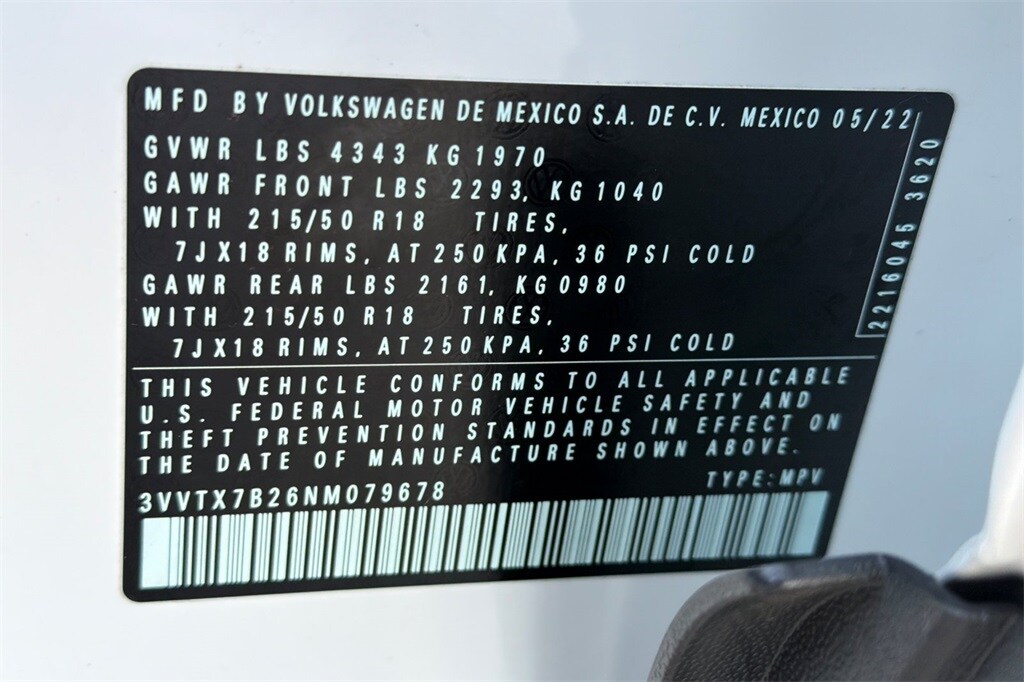 MFD BY VOLKSWAGEN DE MEXICO S.A. DE C.V. MEXICO 05/22
GVWR LBS 4343 KG 1970
GAWR FRONT LBS 2293, KG 1040
WITH 215/50 R18 TIRES,
7JX18 RIMS, AT 250 KPA, 36 PSI COLD
GAWR REAR LBS 2161, KG 0980
WITH 215/50 R18 TIRES,
7JX18 RIMS, AT 250 KPA, 36 PSI COLD
2216045 3620
THIS VEHICLE CONFORMS TO ALL APPLICABLE
U.S. FEDERAL MOTOR VEHICLE SAFETY AND
THEFT PREVENTION STANDARDS IN EFFECT ON
THE DATE OF MANUFACTURE SHOWN ABOVE.
TYPE: MPV
3VVTX7B26NM079678